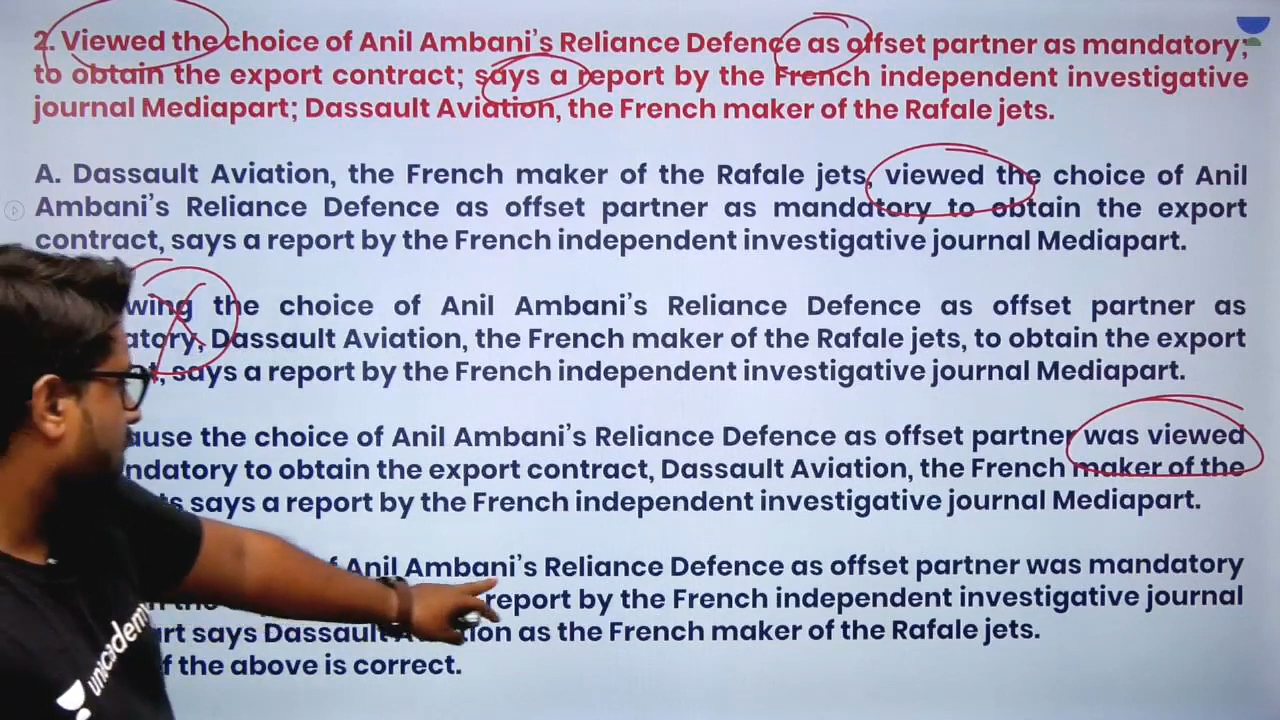 2. Viewed the choice of Anil Ambani's Reliance Defence as offset partner as mandatory;
to obtain the export contract; says a report by the French independent investigative
journal Mediapart; Dassault Aviation, the French maker of the Rafale jets.
A. Dassault Aviation, the French maker of the Rafale jets, viewed the choice of Anil
Ambani's Reliance Defence as offset partner as mandatory to obtain the export
contract, says a report by the French independent investigative journal Mediapart.
the choice of Anil Ambani's Reliance Defence as offset partner as
Dassault Aviation, the French maker of the Rafale jets, to obtain the export
says a report by the French independent investigative journal Mediapart.
the choice of Anil Ambani's Reliance Defence as offset partner was viewed
to obtain the export contract, Dassault Aviation, the French maker of the
says a report by the French independent investigative journal Mediapart.
Anil Ambani's Reliance Defence as offset partner was mandatory
report by the French independent investigative journal
says Dassault Aviation as the French maker of the Rafale jets.
the above is correct.
unacademy